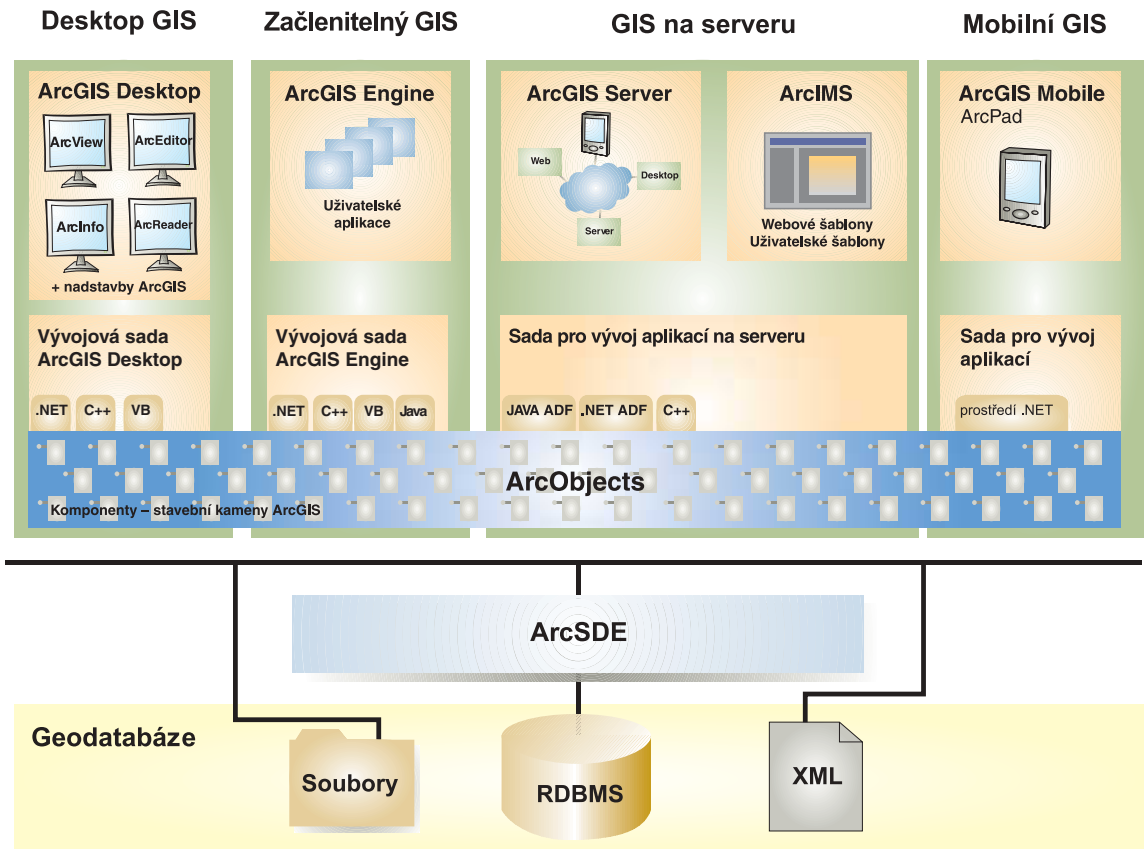 Desktop GIS
Začlenitelný GIS
GIS na serveru
Mobilní GIS
ArcGIS Desktop
ArcView
ArcEditor
ArcInfo
ArcReader
+ nadstavby ArcGIS
ArcGIS Engine
Uživatelské
aplikace
ArcGIS Server
Web
Desktop
Server
ArcIMS
Webové šablony
Uživatelské šablony
ArcGIS Mobile
ArcPad
Vývojová sada
ArcGIS Desktop
.NET
C++
VB
Vývojová sada
ArcGIS Engine
.NET
C++
VB
Java
Sada pro vývoj aplikací na serveru
JAVA ADF
.NET ADF
C++
Sada pro vývoj
aplikací
prostředí .NET
ArcObjects
Komponenty – stavební kameny ArcGIS
ArcSDE
Geodatabáze
Soubory
RDBMS
XML